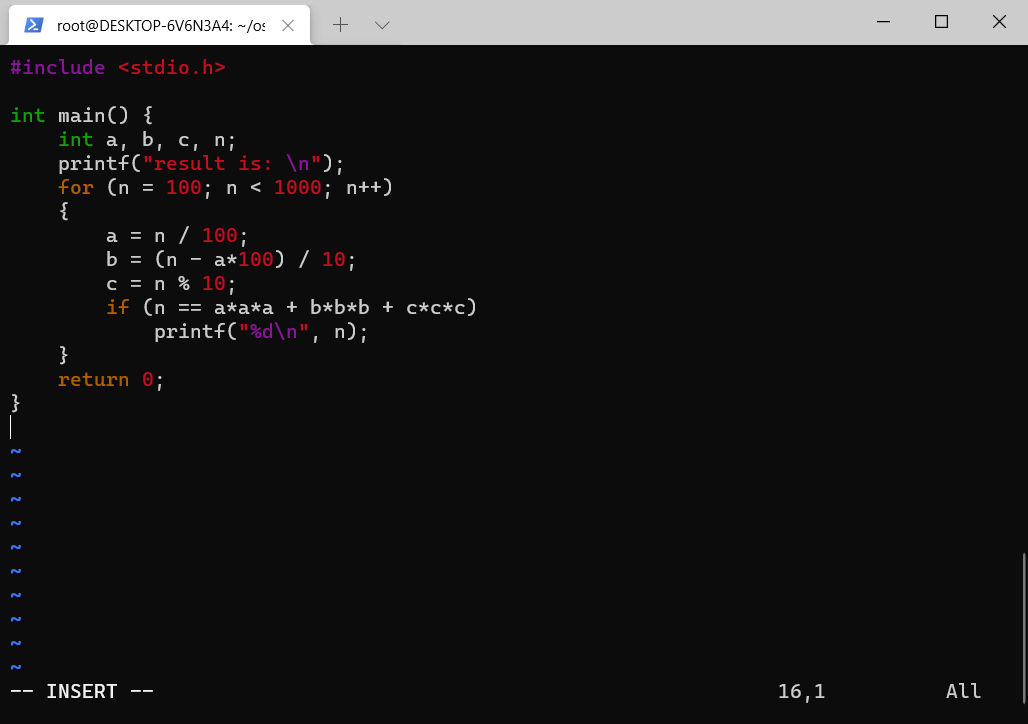 root@DESKTOP-6V6N3A4: ~/os
#include <stdio.h>

int main() {
    int a, b, c, n;
    printf("result is: \n");
    for (n = 100; n < 1000; n++)
    {
        a = n / 100;
        b = (n - a*100) / 10;
        c = n % 10;
        if (n == a*a*a + b*b*b + c*c*c)
            printf("%d\n", n);
    }
    return 0;
}
~
~
~
~
~
~
~
~
~
~
-- INSERT -- 16,1 All